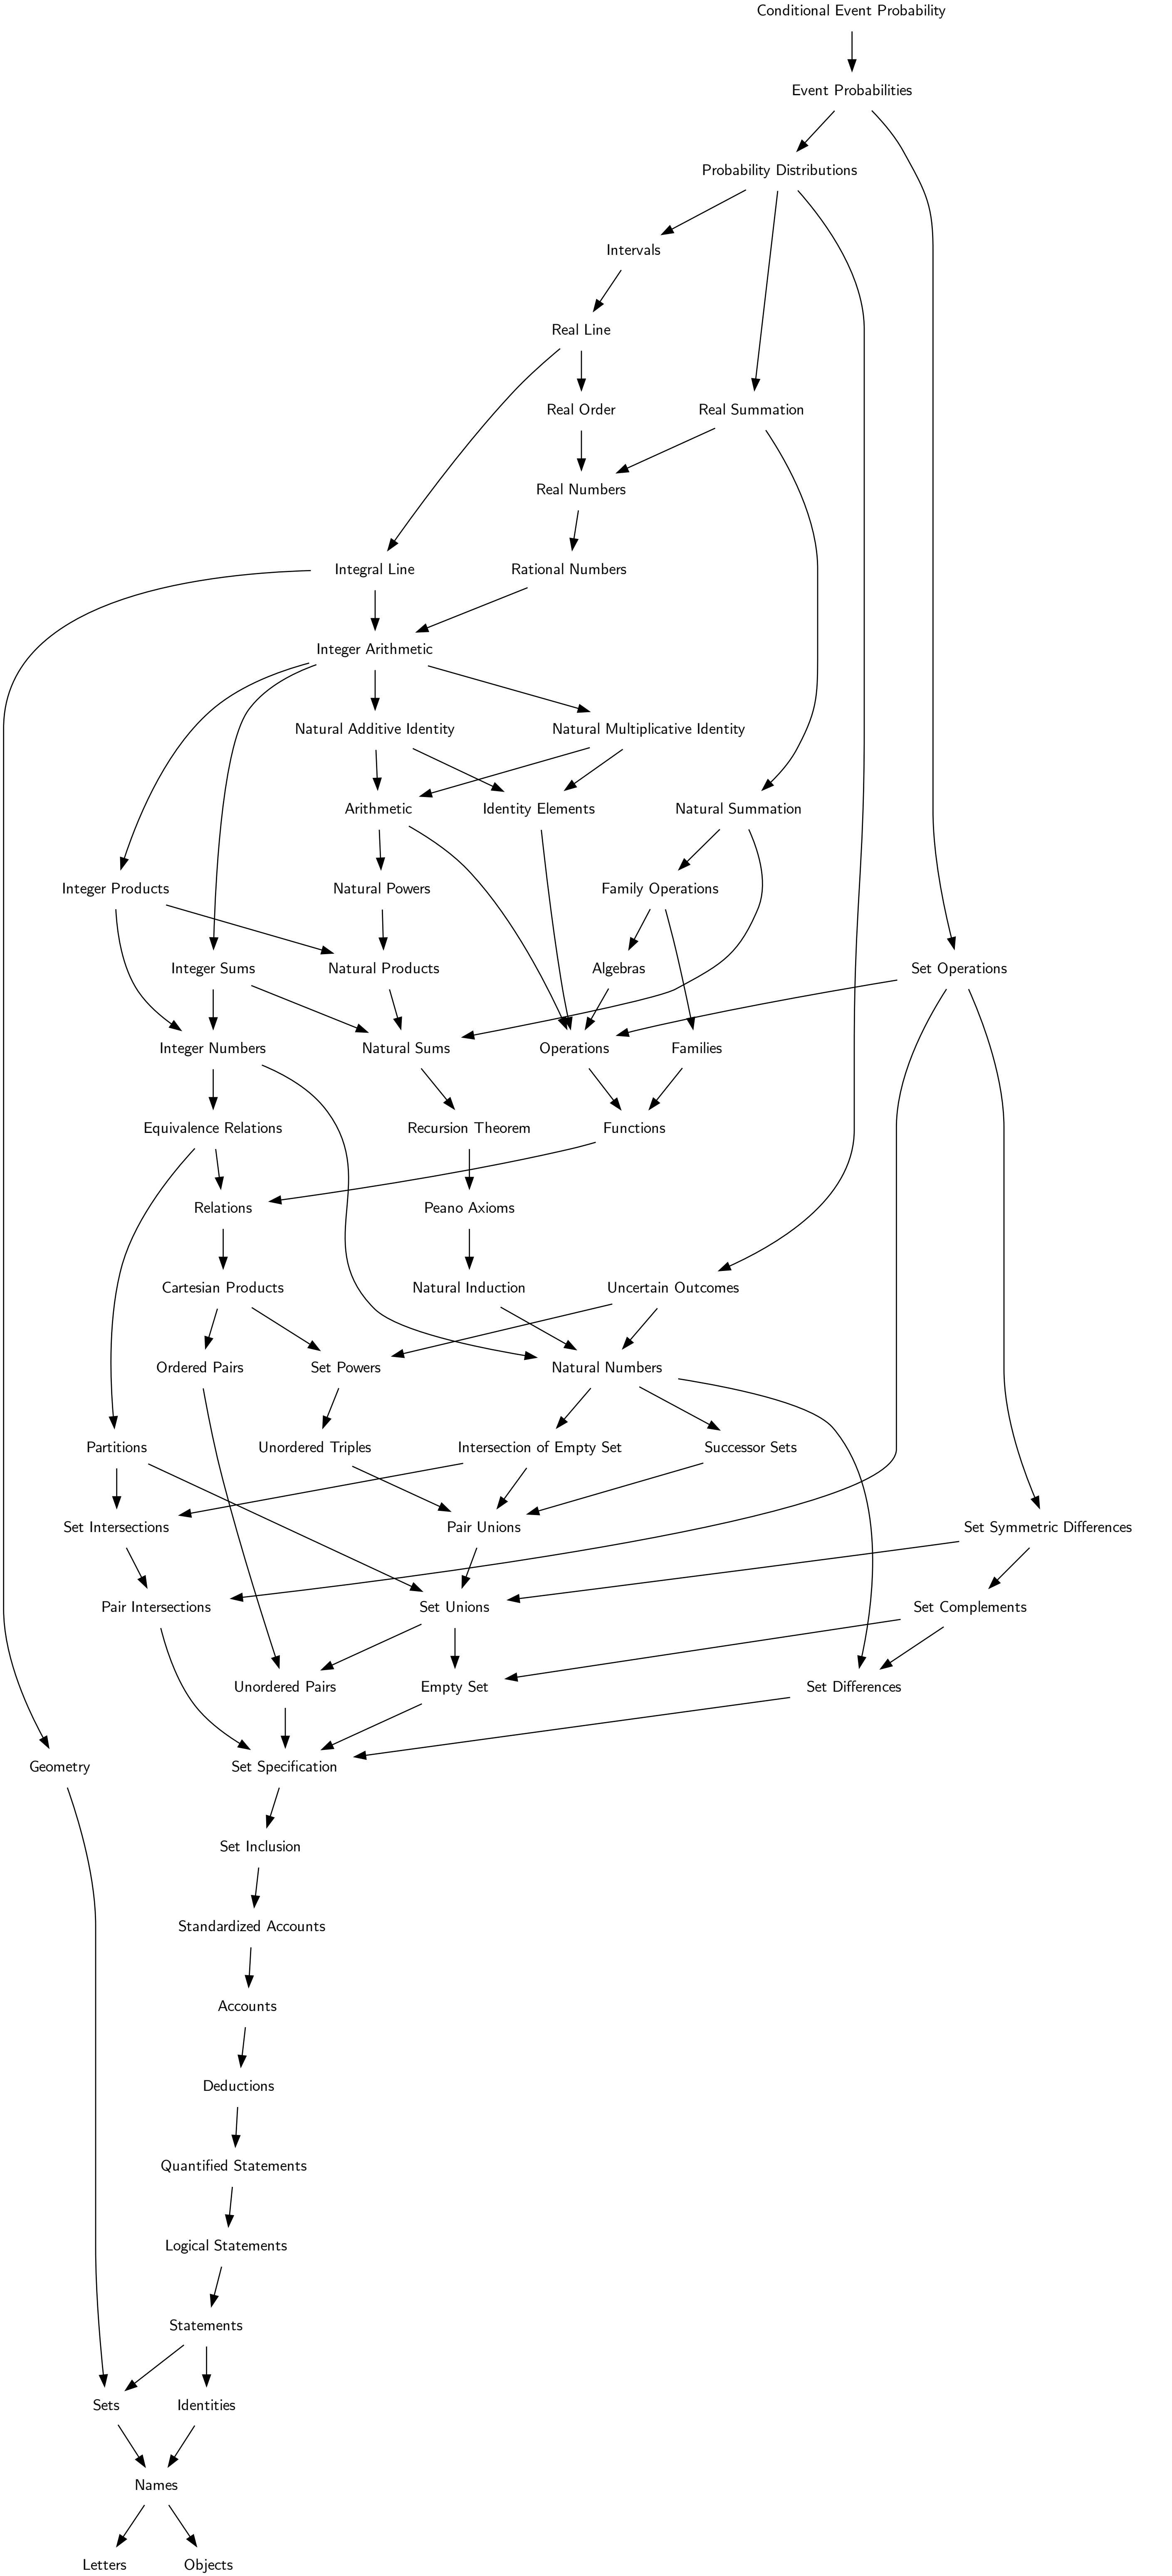 Conditional Event Probability
Event Probabilities
Probability Distributions
Intervals
Real Line
Real Order
Real Summation
Real Numbers
Integral Line
Rational Numbers
Integer Arithmetic
Natural Additive Identity
Natural Multiplicative Identity
Arithmetic
Identity Elements
Natural Summation
Integer Products
Natural Powers
Family Operations
Integer Sums
Natural Products
Algebras
Set Operations
Integer Numbers
Natural Sums
Operations
Families
Equivalence Relations
Recursion Theorem
Functions
Relations
Peano Axioms
Cartesian Products
Natural Induction
Uncertain Outcomes
Ordered Pairs
Set Powers
Natural Numbers
Partitions
Unordered Triples
Intersection of Empty Set
Successor Sets
Set Intersections
Pair Unions
Set Symmetric Differences
Pair Intersections
Set Unions
Set Complements
Unordered Pairs
Empty Set
Set Differences
Geometry
Set Specification
Set Inclusion
Standardized Accounts
Accounts
Deductions
Quantified Statements
Logical Statements
Statements
Sets
Identities
Names
Letters
Objects